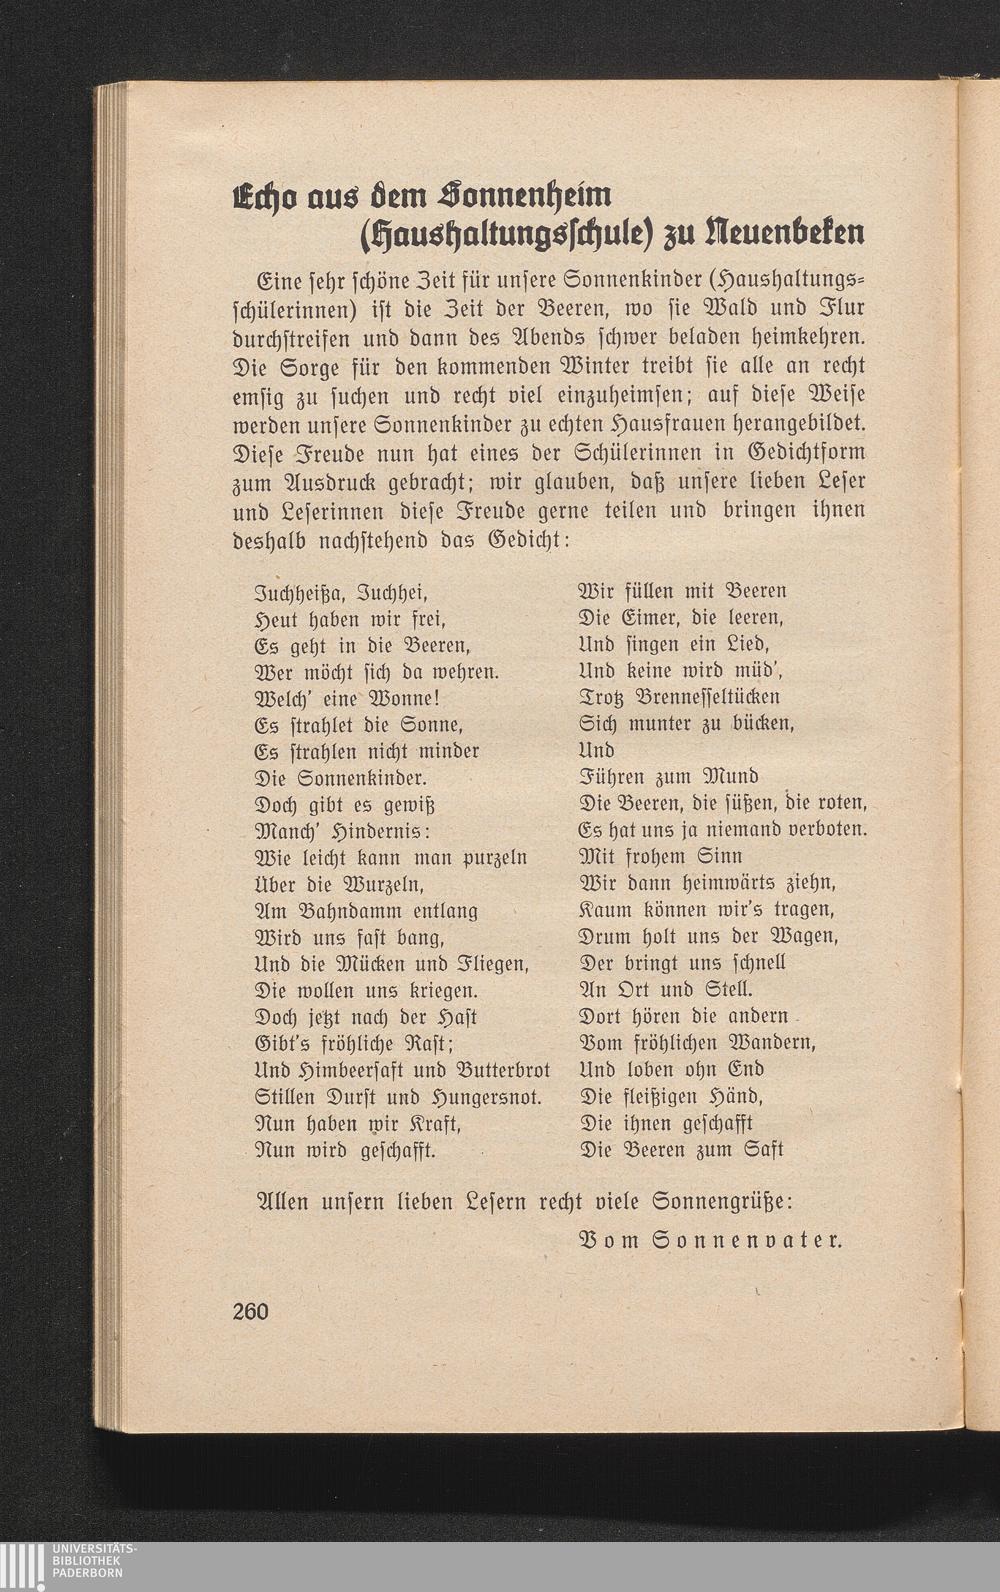 Echo aus dem Sonnenheim
(Haushaltungsschule) zu Neuenbeken
Eine sehr schöne Zeit für unsere Sonnenkinder (Haushaltungs-
schülerinnen) ist die Zeit der Beeren, wo sie Wald und Flur
durchstreifen und dann des Abends schwer beladen heimkehren.
Die Sorge für den kommenden Winter treibt sie alle an recht
emsig zu suchen und recht viel einzuheimsen; auf diese Weise
werden unsere Sonnenkinder zu echten Hausfrauen herangebildet.
Diese Freude nun hat eines der Schülerinnen in Gedichtform
zum Ausdruck gebracht; wir glauben, daß unsere lieben Leser
und Leserinnen diese Freude gerne teilen und bringen ihnen
deshalb nachstehend das Gedicht:
Juchheißa, Juchhei,
Heut haben wir frei,
Es geht in die Beeren,
Wer möcht sich da wehren.
Welch' eine Wonne!
Es strahlet die Sonne,
Es strahlen nicht minder
Die Sonnenkinder.
Doch gibt es gewiß
Manch' Hindernis:
Wie leicht kann man purzeln
Über die Wurzeln,
Am Bahndamm entlang
Wird uns fast bang,
Und die Mücken und Fliegen,
Die wollen uns kriegen.
Doch jetzt nach der Hast
Gibt's fröhliche Rast;
Und Himbeersaft und Butterbrot
Stillen Durst und Hungersnot.
Nun haben wir Kraft,
Nun wird geschafft.
Wir füllen mit Beeren
Die Eimer, die leeren,
Und singen ein Lied,
Und keine wird müd',
Trotz Brennesseltücken
Sich munter zu bücken,
Und
Führen zum Mund
Die Beeren, die süßen, die roten,
Es hat uns ja niemand verboten.
Mit frohem Sinn
Wir dann heimwärts ziehn,
Kaum können wir's tragen,
Drum holt uns der Wagen,
Der bringt uns schnell
An Ort und Stell.
Dort hören die andern
Vom fröhlichen Wandern,
Und loben ohn End
Die fleißigen Händ,
Die ihnen geschafft
Die Beeren zum Saft
Allen unsern lieben Lesern recht viele Sonnengrüße:
Vom Sonnenvater.
260
UNIVERSITÄTS-
BIBLIOTHEK
PADERBORN